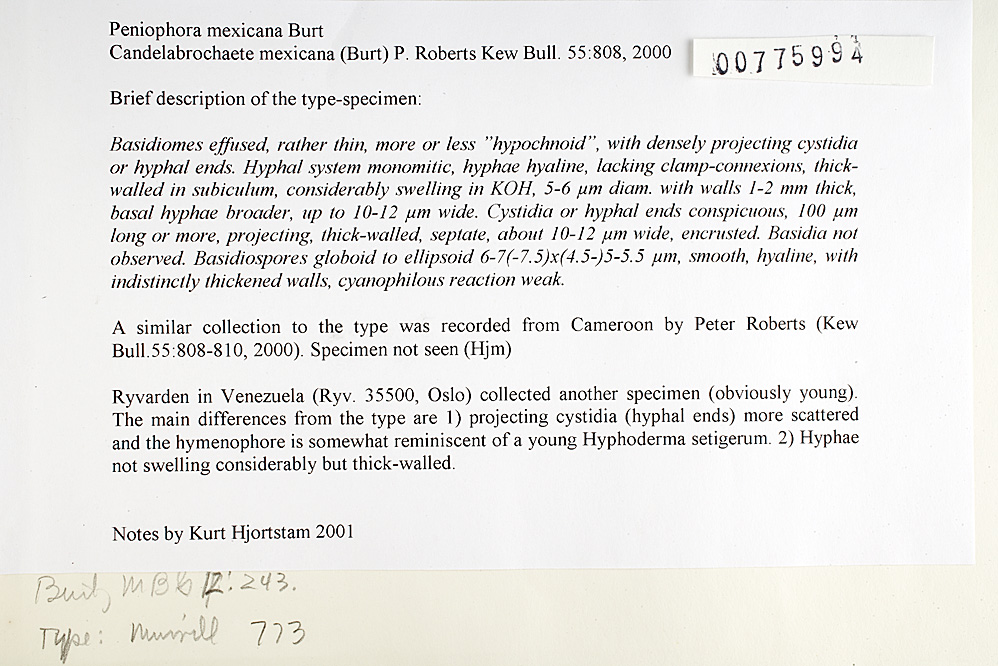 Peniophora mexicana Burt
Candelabrochaete mexicana (Burt) P. Roberts Kew Bull. 55:808, 2000
00775994
Brief description of the type-specimen:
Basidiomes effused, rather thin, more or less ”hypochnoid”, with densely projecting cystidia
or hyphal ends. Hyphal system monomitic, hyphae hyaline, lacking clamp-connexions, thick-
walled in subiculum, considerably swelling in KOH, 5-6 µm diam. with walls 1-2 mm thick,
basal hyphae broader, up to 10-12 µm wide. Cystidia or hyphal ends conspicuous, 100 µm
long or more, projecting, thick-walled, septate, about 10-12 µm wide, encrusted. Basidia not
observed. Basidiospores globoid to ellipsoid 6-7(-7.5)x(4.5-)5-5.5 µm, smooth, hyaline, with
indistinctly thickened walls, cyanophilous reaction weak.
A similar collection to the type was recorded from Cameroon by Peter Roberts (Kew
Bull.55:808-810, 2000). Specimen not seen (Hjm)
Ryvarden in Venezuela (Ryv. 35500, Oslo) collected another specimen (obviously young).
The main differences from the type are 1) projecting cystidia (hyphal ends) more scattered
and the hymenophore is somewhat reminiscent of a young Hyphoderma setigerum. 2) Hyphae
not swelling considerably but thick-walled.
Notes by Kurt Hjortstam 2001
Burt, MBG 12: 243.
Type: Murrill 773